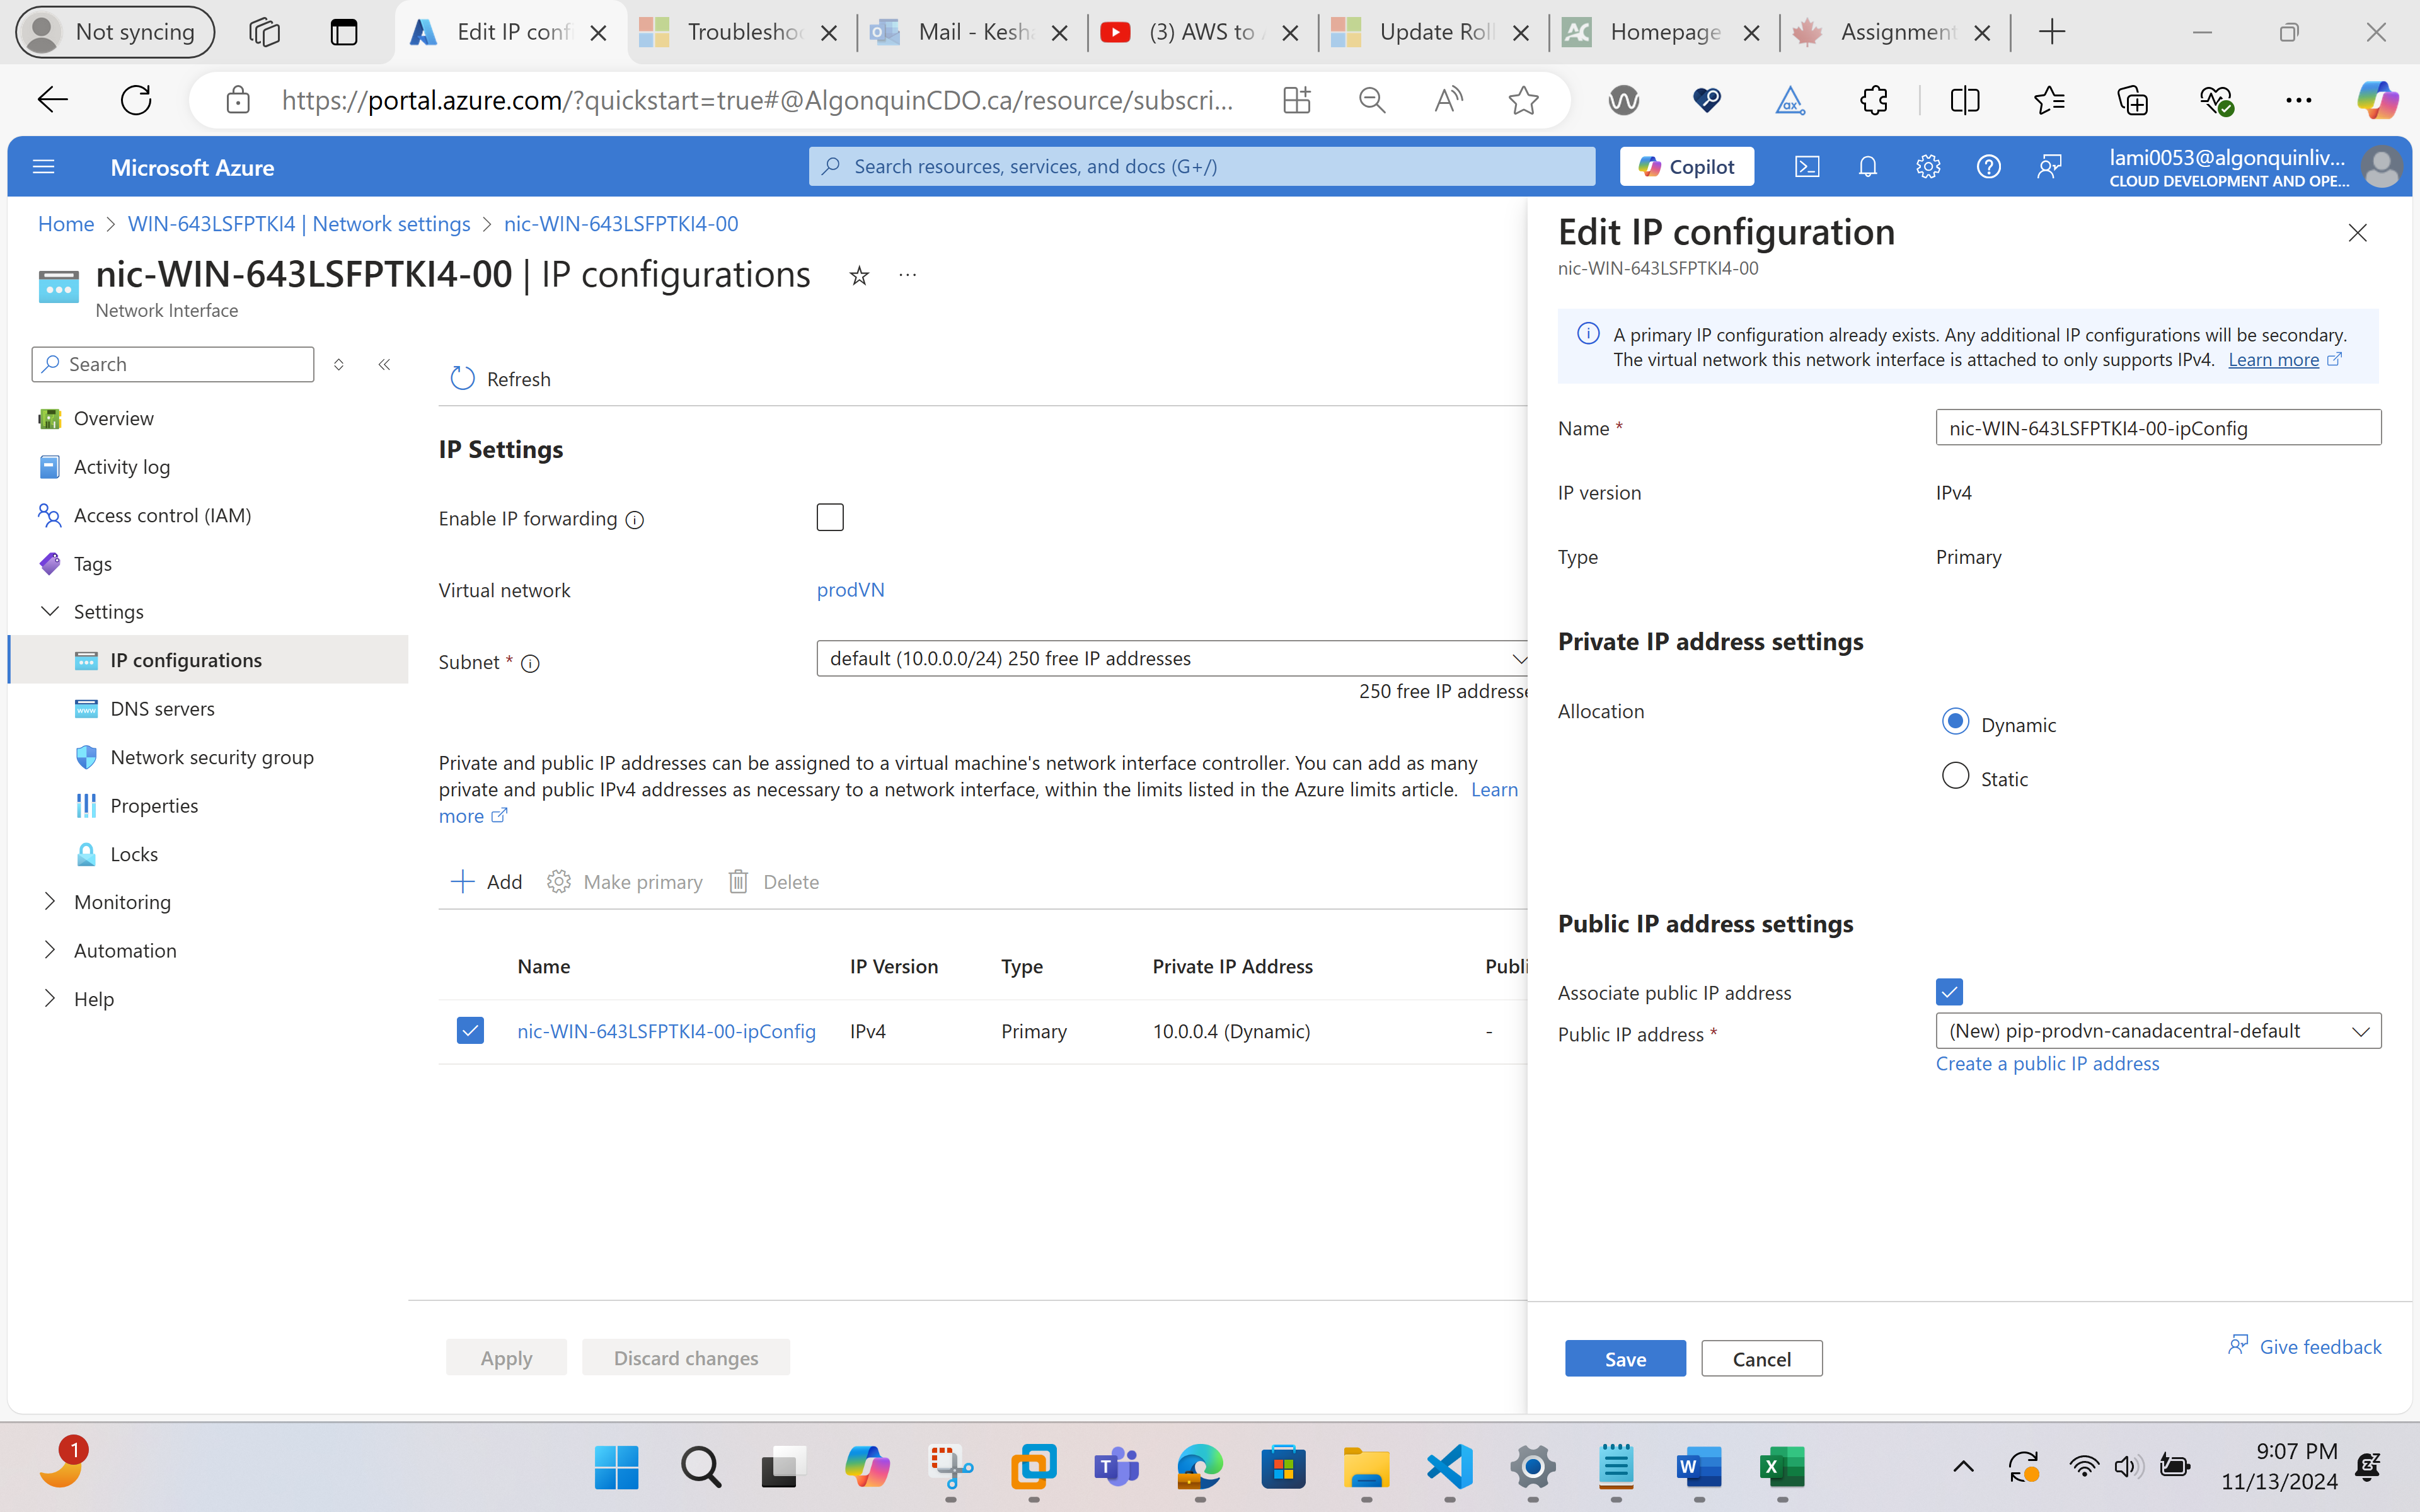 Not syncing
Edit IP conf
Troubleshoo
Mail - Kesha
(3) AWS to A
Update Roll
Homepage
Assignment
https://portal.azure.com/?quickstart=true#@AlgonquinCDO.ca/resource/subscri...
Microsoft Azure
Search resources, services, and docs (G+/)
Copilot
lami0053@algonquinliv...
CLOUD DEVELOPMENT AND OPE...
Home > WIN-643LSFPTKI4 | Network settings > nic-WIN-643LSFPTKI4-00
nic-WIN-643LSFPTKI4-00 | IP configurations
Network Interface
Search
Overview
Activity log
Access control (IAM)
Tags
Settings
IP configurations
DNS servers
Network security group
Properties
Locks
Monitoring
Automation
Help
Refresh
IP Settings
Enable IP forwarding
Virtual network
prodVN
Subnet *
default (10.0.0.0/24) 250 free IP addresses
250 free IP addresse
Private and public IP addresses can be assigned to a virtual machine's network interface controller. You can add as many
private and public IPv4 addresses as necessary to a network interface, within the limits listed in the Azure limits article. Learn
more
Add
Make primary
Delete
Name IP Version Type Private IP Address Publi
nic-WIN-643LSFPTKI4-00-ipConfig IPv4 Primary 10.0.0.4 (Dynamic) -
Apply
Discard changes
Edit IP configuration
nic-WIN-643LSFPTKI4-00
A primary IP configuration already exists. Any additional IP configurations will be secondary.
The virtual network this network interface is attached to only supports IPv4. Learn more
Name *
nic-WIN-643LSFPTKI4-00-ipConfig
IP version
IPv4
Type
Primary
Private IP address settings
Allocation
Dynamic
Static
Public IP address settings
Associate public IP address
Public IP address *
(New) pip-prodvn-canadacentral-default
Create a public IP address
Save
Cancel
Give feedback
1
9:07 PM
11/13/2024